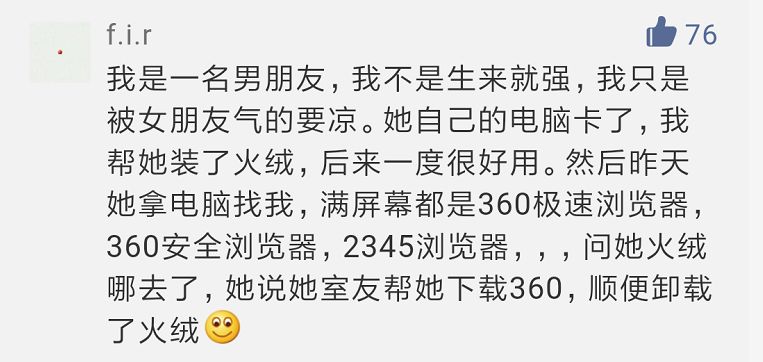 f.i.r
76
我是一名男朋友，我不是生来就强，我只是
被女朋友气的要凉。她自己的电脑卡了，我
帮她装了火绒，后来一度很好用。然后昨天
她拿电脑找我，满屏幕都是360极速浏览器，
360安全浏览器，2345浏览器，，，问她火绒
哪去了，她说她室友帮她下载360，顺便卸载
了火绒